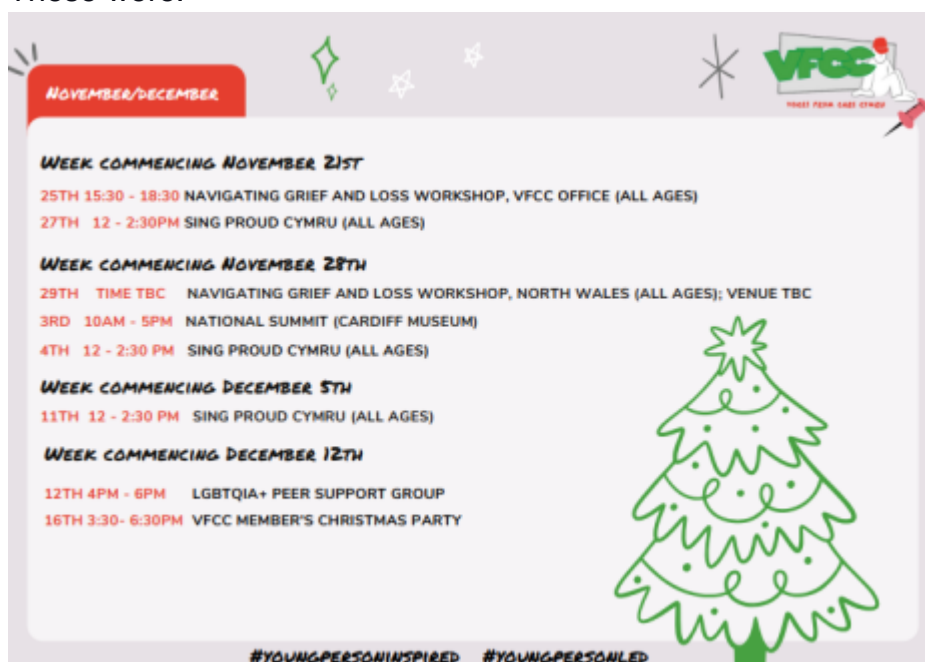 NOVEMBER/DECEMBER
VFCC
VOICES FROM CARE CYMRU
WEEK COMMENCING NOVEMBER 21ST
25TH 15:30 - 18:30 NAVIGATING GRIEF AND LOSS WORKSHOP, VFCC OFFICE (ALL AGES)
27TH 12 - 2:30PM SING PROUD CYMRU (ALL AGES)
WEEK COMMENCING NOVEMBER 28TH
29TH TIME TBC NAVIGATING GRIEF AND LOSS WORKSHOP, NORTH WALES (ALL AGES); VENUE TBC
3RD 10AM - 5PM NATIONAL SUMMIT (CARDIFF MUSEUM)
4TH 12 - 2:30 PM SING PROUD CYMRU (ALL AGES)
WEEK COMMENCING DECEMBER 5TH
11TH 12 - 2:30 PM SING PROUD CYMRU (ALL AGES)
WEEK COMMENCING DECEMBER 12TH
12TH 4PM - 6PM LGBTQIA+ PEER SUPPORT GROUP
16TH 3:30- 6:30PM VFCC MEMBER'S CHRISTMAS PARTY
#YOUNGPERSONINSPIRED #YOUNGPERSONLED